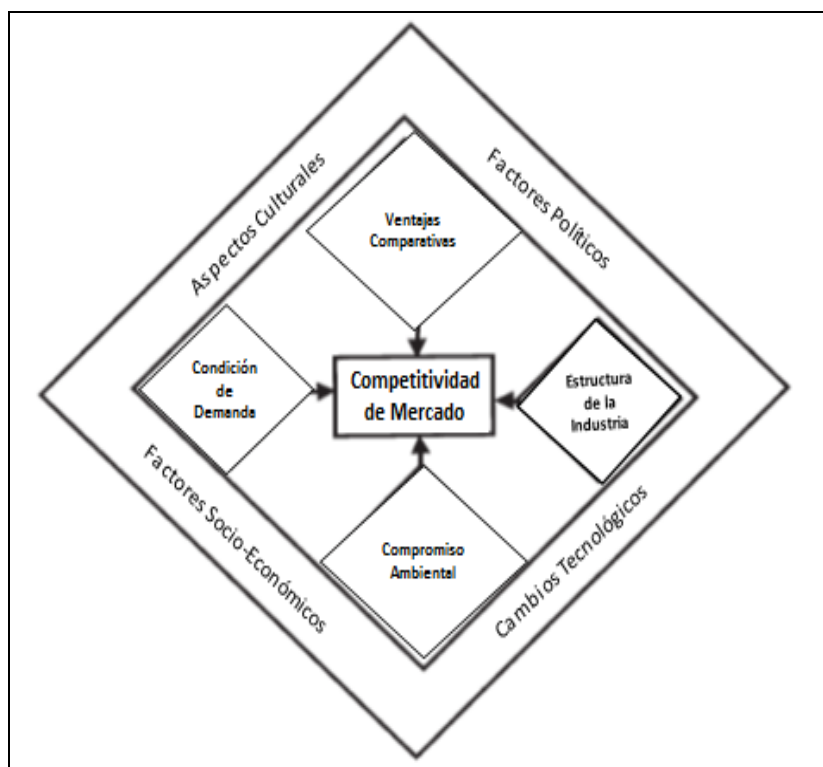 Aspectos Culturales
Factores Políticos
Ventajas
Comparativas
Condición
de
Demanda
Competitividad
de Mercado
Estructura
de la
Industria
Compromiso
Ambiental
Factores Socio-Económicos
Cambios Tecnológicos